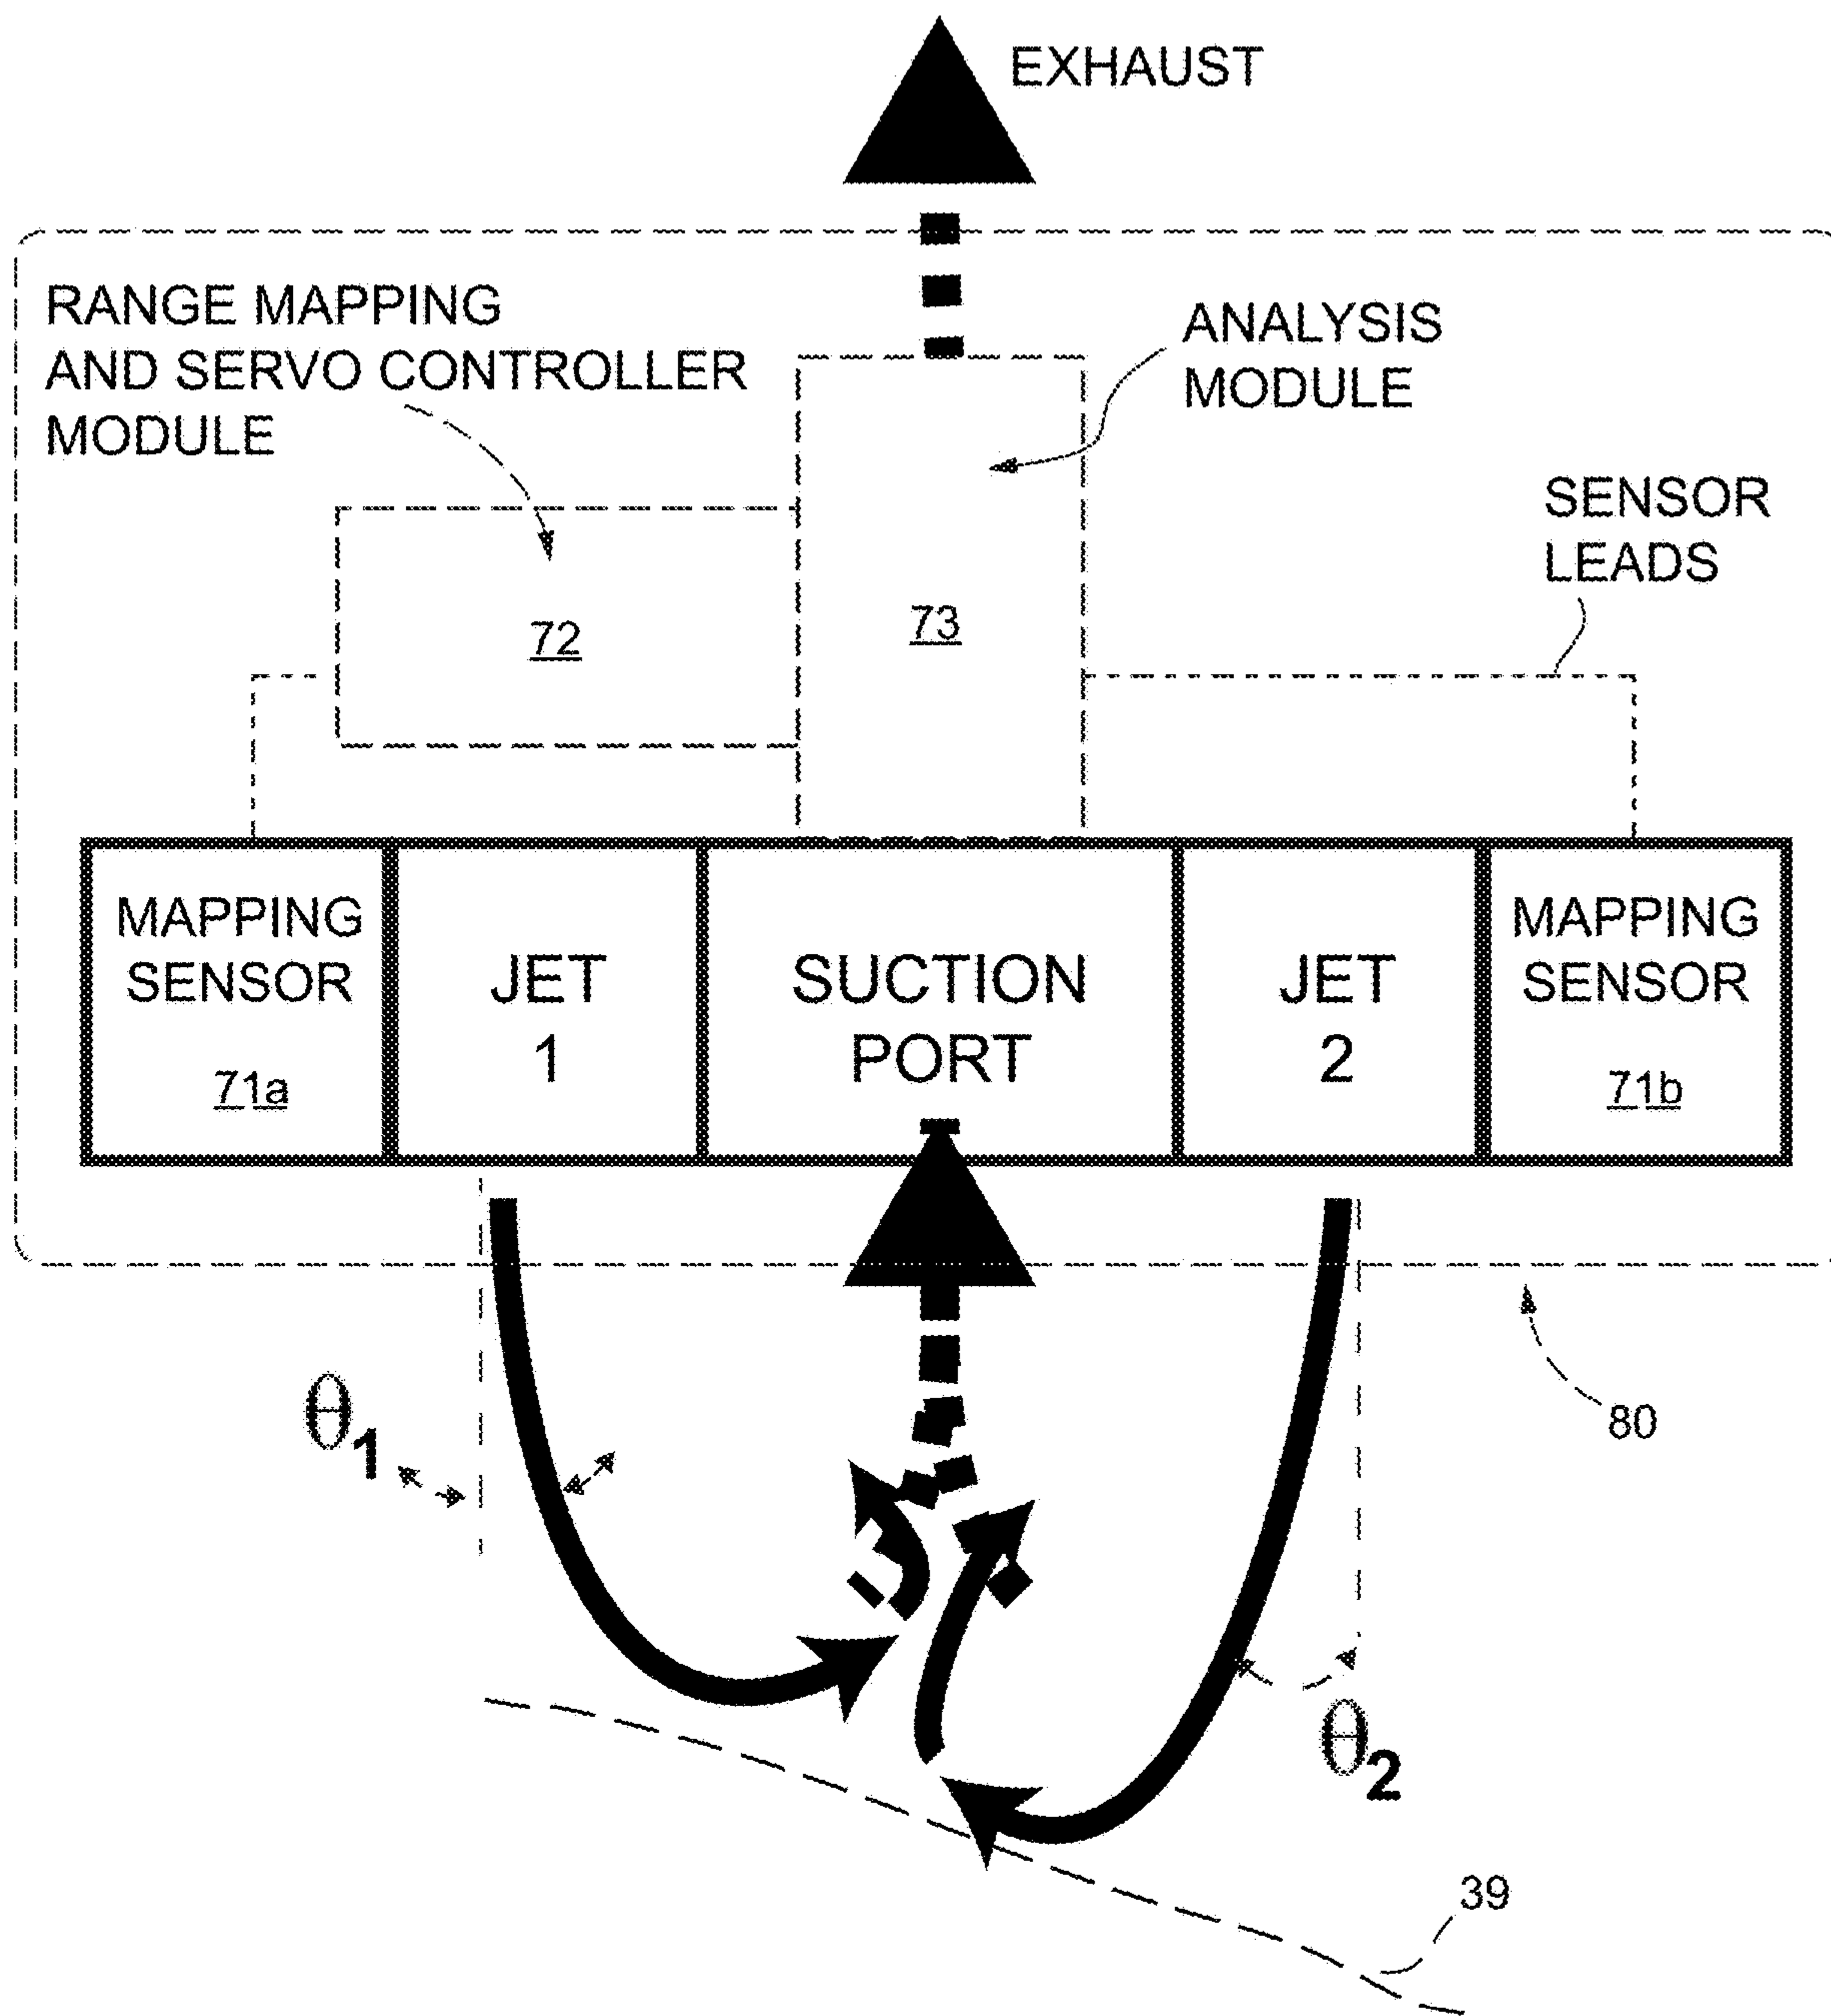 EXHAUST
RANGE MAPPING
AND SERVO CONTROLLER
MODULE
ANALYSIS
MODULE
SENSOR
LEADS
72
73
MAPPING
SENSOR
71a
JET
1
SUCTION
PORT
JET
2
MAPPING
SENSOR
71b
θ1
80
θ2
39